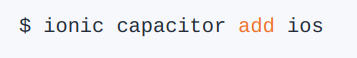 $ ionic capacitor add ios